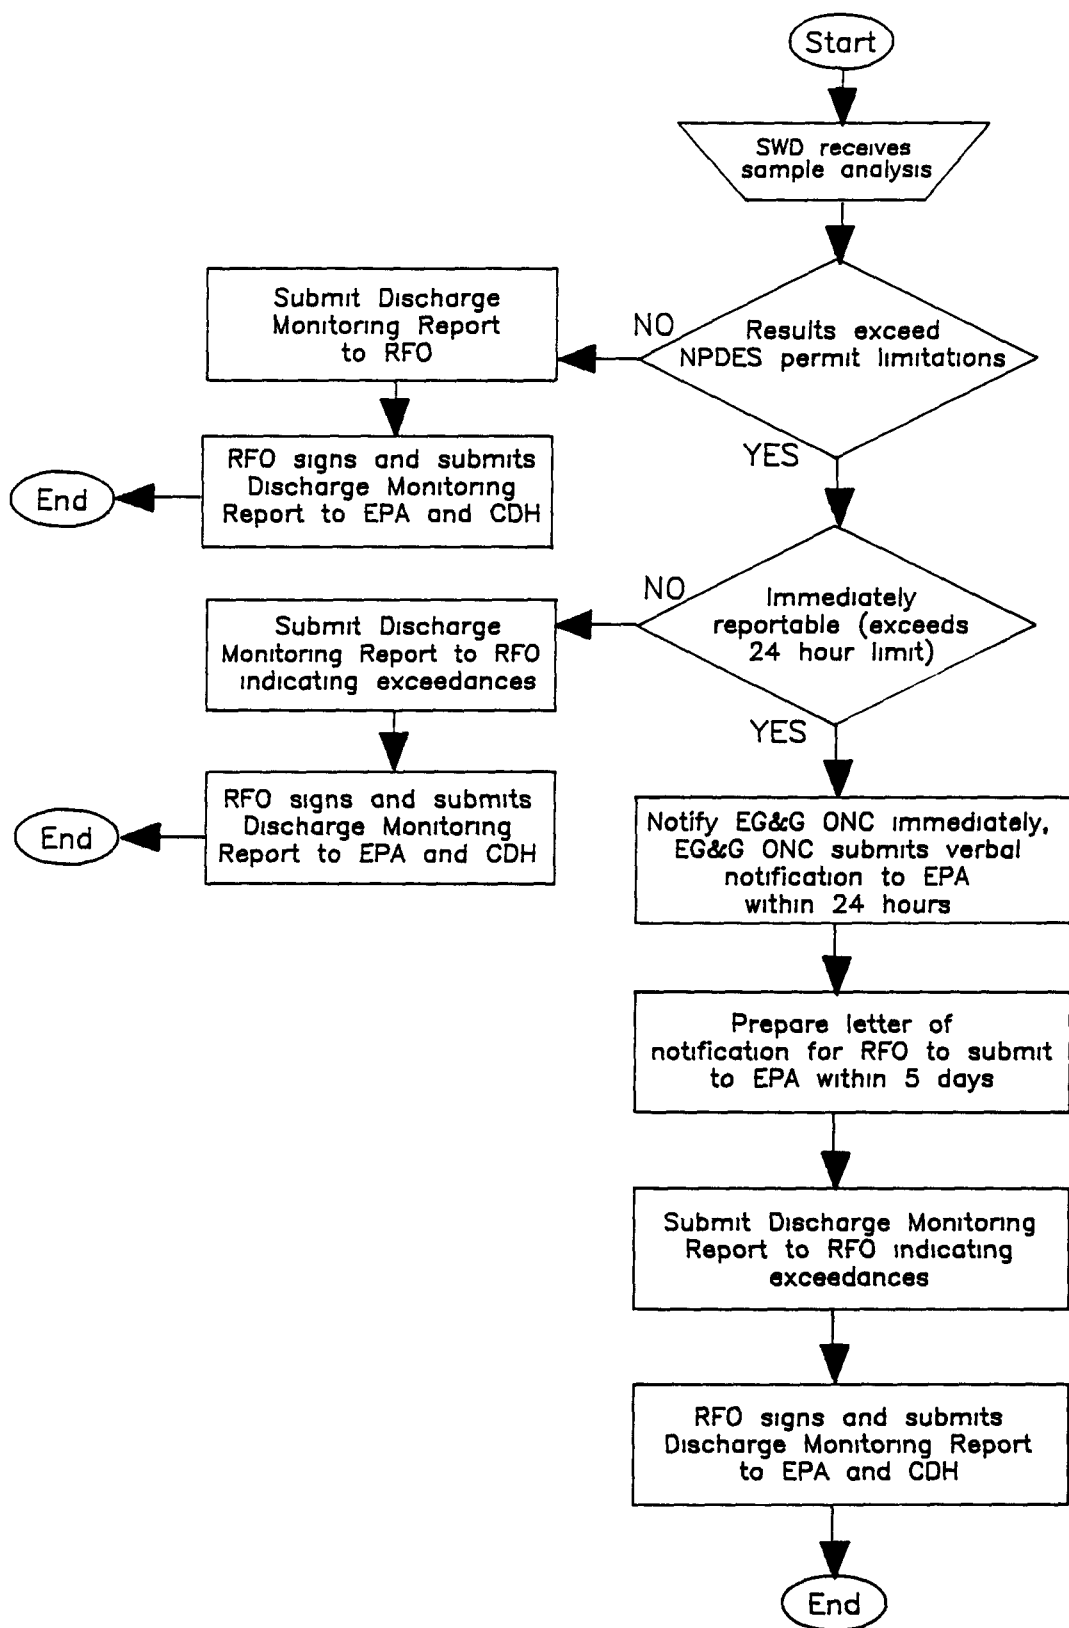 Start
SWD receives
sample analysis
Results exceed
NPDES permit limitations
NO
Submit Discharge
Monitoring Report
to RFO
RFO signs and submits
Discharge Monitoring
Report to EPA and CDH
End
YES
Immediately
reportable (exceeds
24 hour limit)
NO
Submit Discharge
Monitoring Report to RFO
indicating exceedances
RFO signs and submits
Discharge Monitoring
Report to EPA and CDH
End
YES
Notify EG&G ONC immediately,
EG&G ONC submits verbal
notification to EPA
within 24 hours
Prepare letter of
notification for RFO to submit
to EPA within 5 days
Submit Discharge Monitoring
Report to RFO indicating
exceedances
RFO signs and submits
Discharge Monitoring Report
to EPA and CDH
End